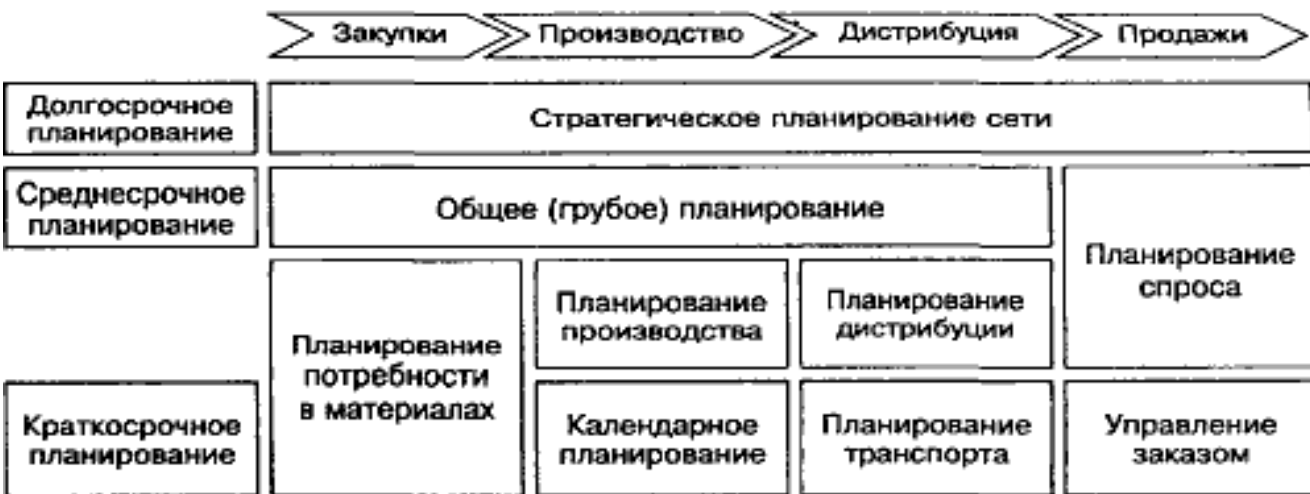 Закупки
Производство
Дистрибуция
Продажи
Долгосрочное
планирование
Стратегическое планирование сети
Среднесрочное
планирование
Общее (грубое) планирование
Планирование
спроса
Планирование
потребности
в материалах
Планирование
производства
Планирование
дистрибуции
Краткосрочное
планирование
Календарное
планирование
Планирование
транспорта
Управление
заказом